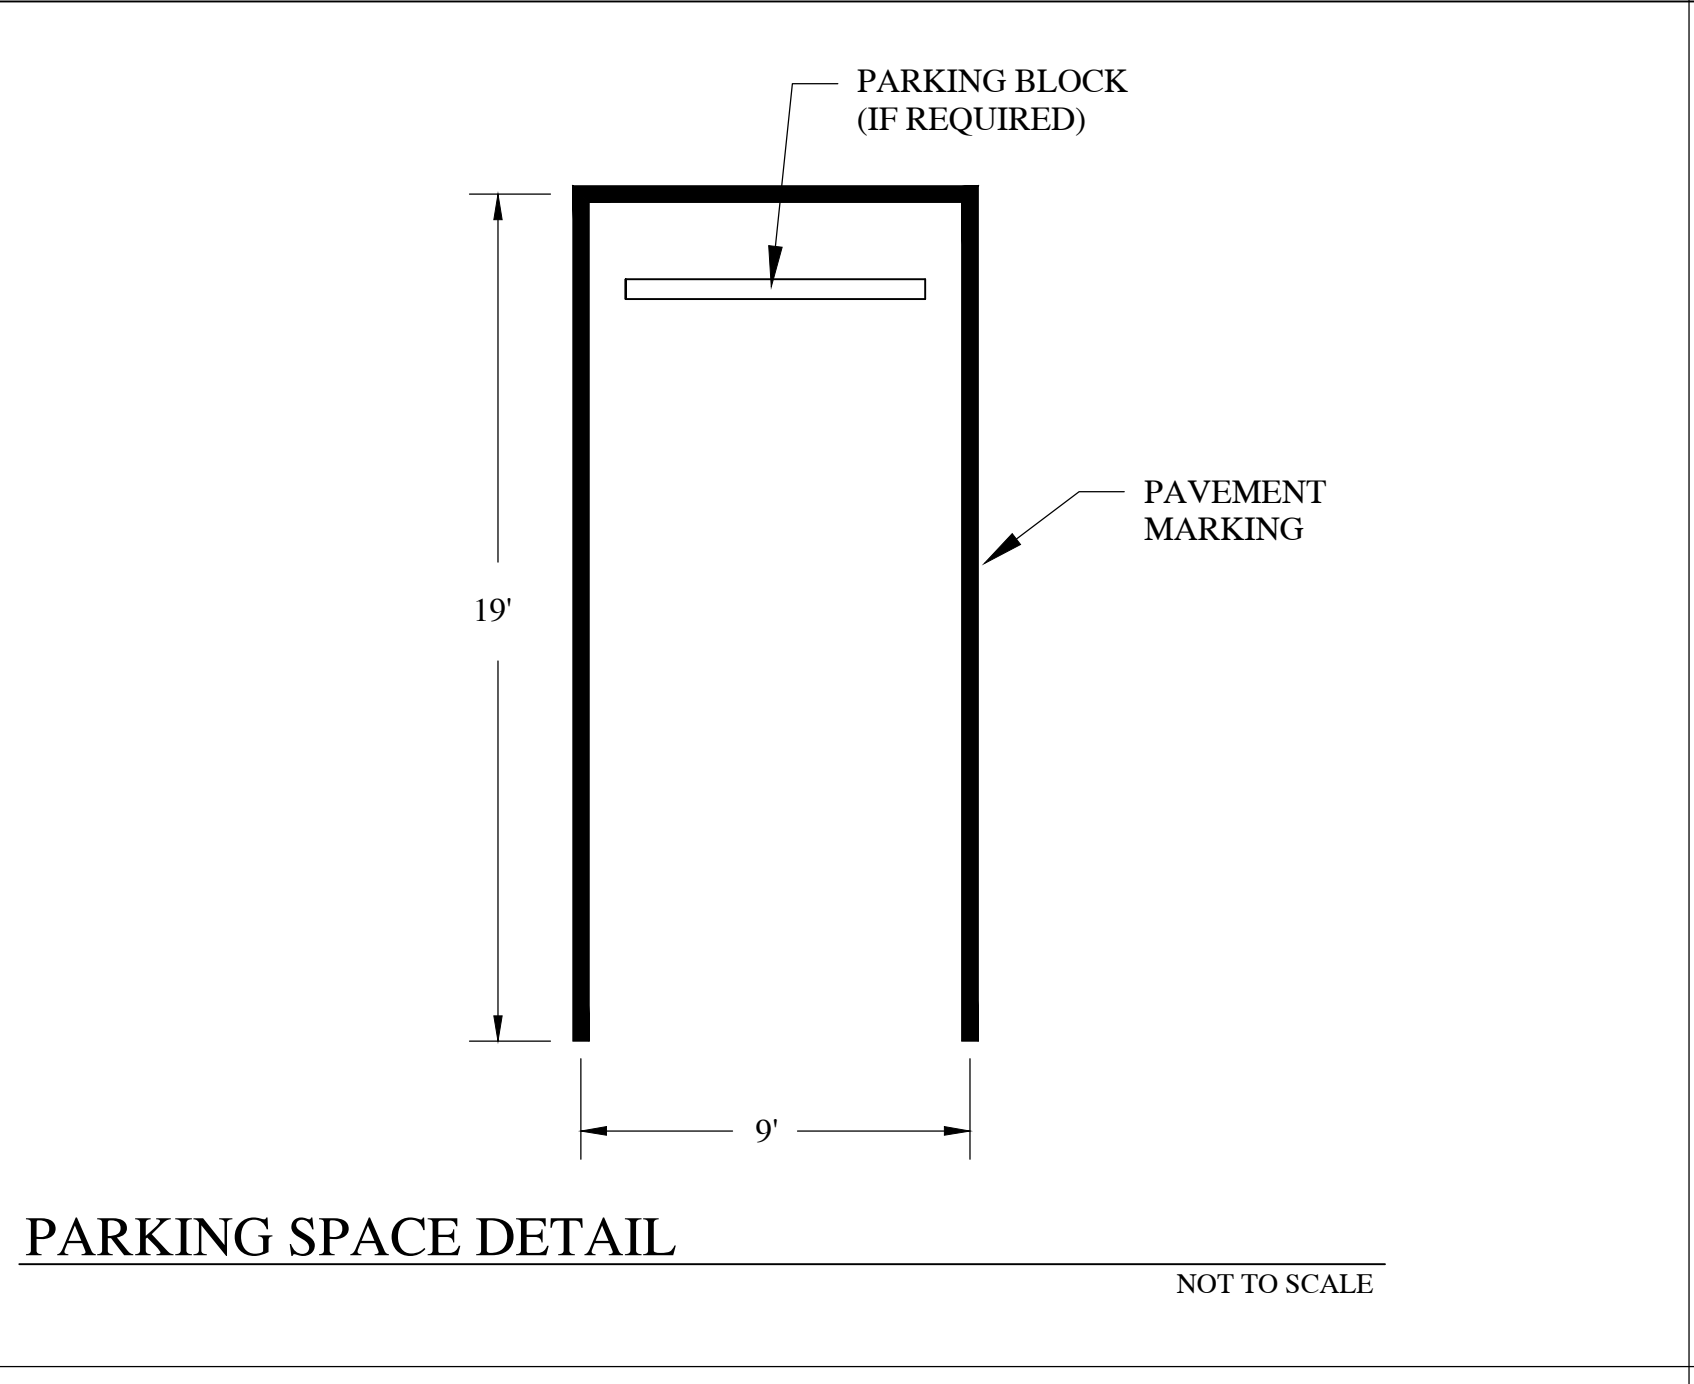 PARKING BLOCK
(IF REQUIRED)
PAVEMENT
MARKING
19'
9'
PARKING SPACE DETAIL
NOT TO SCALE